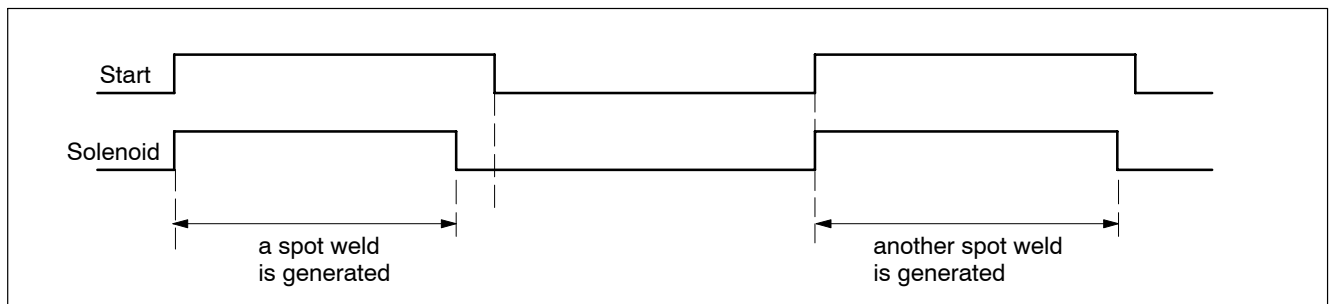 Start
Solenoid
a spot weld
is generated
another spot weld
is generated